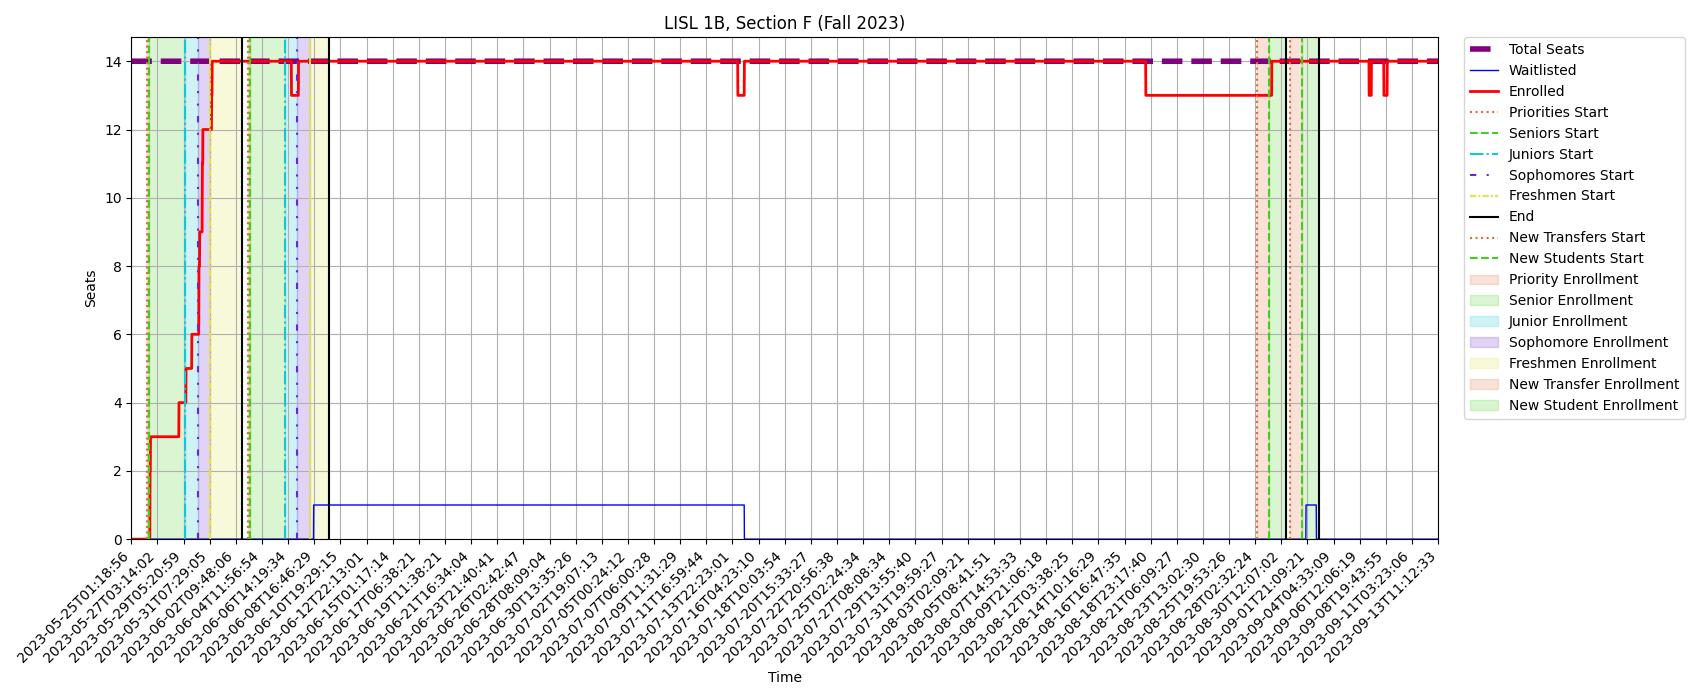 LISL 1B, Section F (Fall 2023)
Seats
14
12
10
8
6
4
2
0
2023-05-25T01:18:56
2023-05-27T03:14:02
2023-05-29T05:20:59
2023-05-31T07:29:05
2023-06-02T09:48:06
2023-06-04T11:56:54
2023-06-06T14:19:34
2023-06-08T16:46:29
2023-06-10T19:29:15
2023-06-12T22:13:01
2023-06-15T01:17:14
2023-06-17T06:38:21
2023-06-19T11:38:21
2023-06-21T16:34:04
2023-06-23T21:40:41
2023-06-26T02:42:47
2023-06-28T08:09:04
2023-06-30T13:35:26
2023-07-02T19:07:13
2023-07-05T00:24:12
2023-07-07T06:00:28
2023-07-09T11:31:29
2023-07-11T16:59:44
2023-07-13T22:23:01
2023-07-16T04:23:10
2023-07-18T10:03:54
2023-07-20T15:33:27
2023-07-22T20:56:38
2023-07-25T02:24:34
2023-07-27T08:08:34
2023-07-29T13:55:40
2023-07-31T19:59:27
2023-08-03T02:09:21
2023-08-05T08:41:51
2023-08-07T14:53:33
2023-08-09T21:06:18
2023-08-12T03:38:25
2023-08-14T10:16:29
2023-08-16T16:47:35
2023-08-18T23:17:40
2023-08-21T06:09:27
2023-08-23T13:02:30
2023-08-25T19:53:26
2023-08-28T02:32:24
2023-08-30T12:07:02
2023-09-01T21:09:21
2023-09-04T04:33:09
2023-09-06T12:06:19
2023-09-08T19:43:55
2023-09-11T03:23:06
2023-09-13T11:12:33
Time
Total Seats
Waitlisted
Enrolled
Priorities Start
Seniors Start
Juniors Start
Sophomores Start
Freshmen Start
End
New Transfers Start
New Students Start
Priority Enrollment
Senior Enrollment
Junior Enrollment
Sophomore Enrollment
Freshmen Enrollment
New Transfer Enrollment
New Student Enrollment